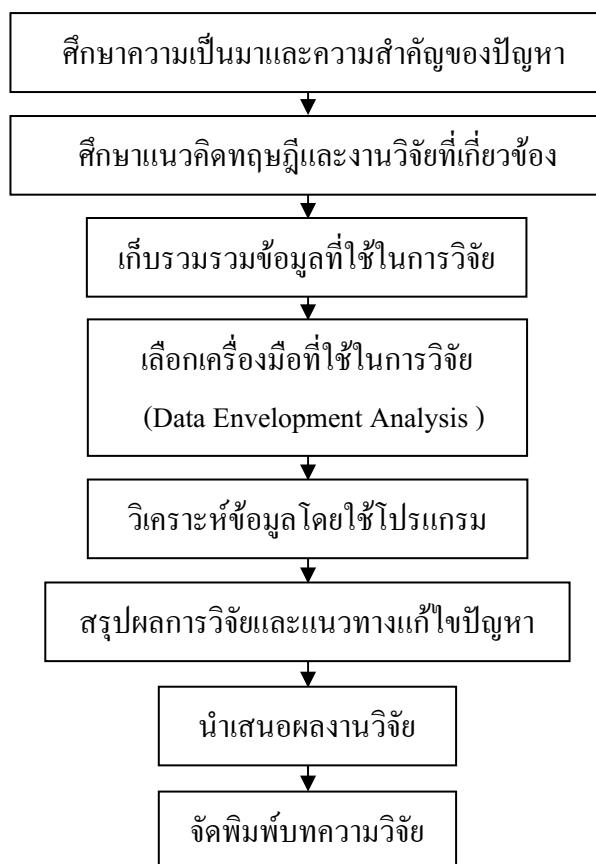 ศึกษาความเป็นมาและความสำคัญของปัญหา
ศึกษาแนวคิดทฤษฎีและงานวิจัยที่เกี่ยวข้อง
เก็บรวมรวมข้อมูลที่ใช้ในการวิจัย
เลือกเครื่องมือที่ใช้ในการวิจัย
(Data Envelopment Analysis )
วิเคราะห์ข้อมูลโดยใช้โปรแกรม
สรุปผลการวิจัยและแนวทางแก้ไขปัญหา
นำเสนอผลงานวิจัย
จัดพิมพ์บทความวิจัย